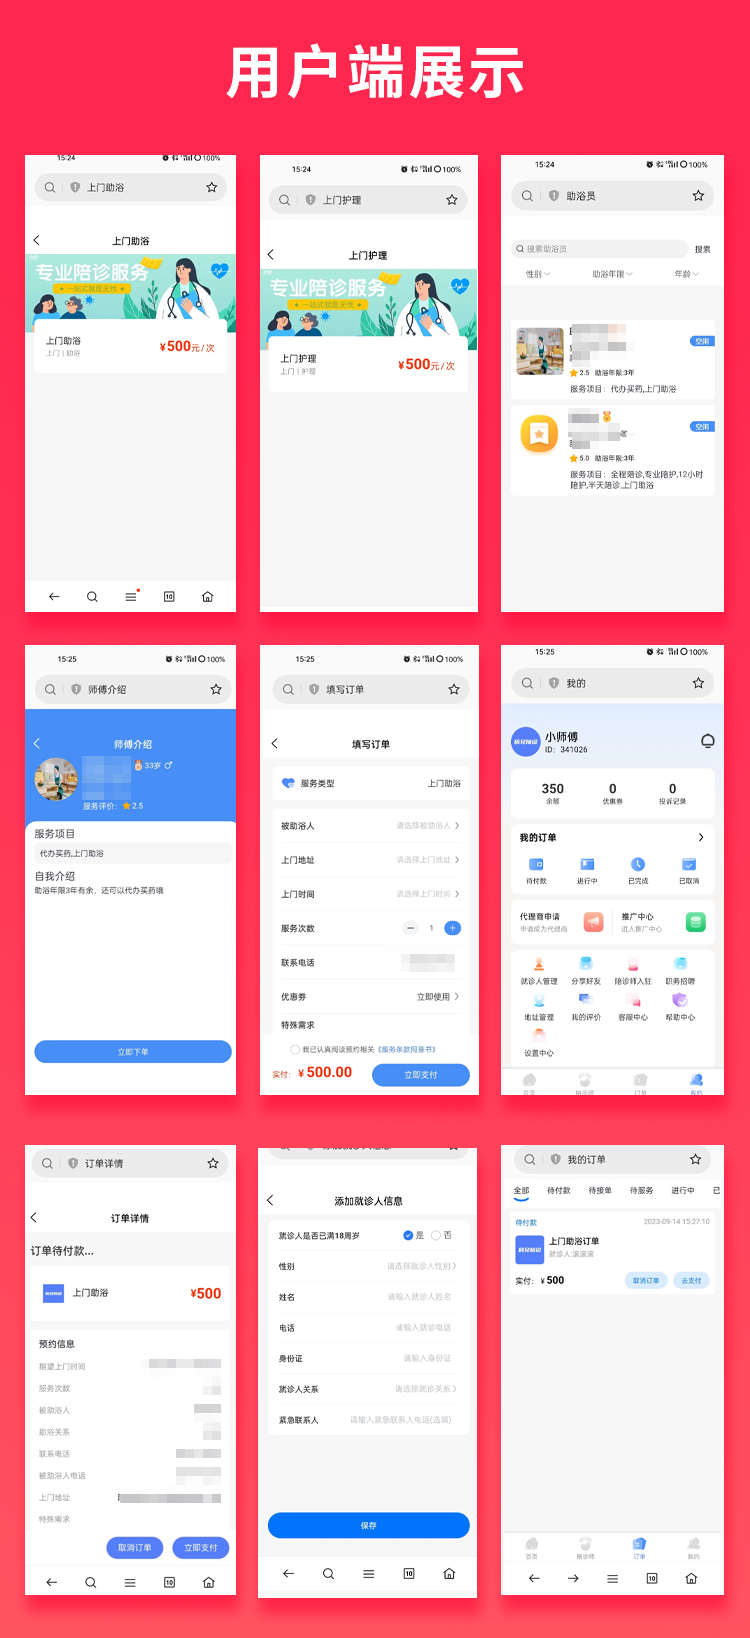 用户端展示
15:24
100%
上门助浴
上门助浴
专业陪诊服务
一站式就医无忧
上门助浴
上门 | 助浴
¥500元/次
10
15:24
100%
上门护理
上门护理
专业陪诊服务
一站式就医无忧
上门护理
上门 | 护理
¥500元/次
15:24
100%
助浴员
搜索助浴员
搜索
性别
助浴年限
年龄
空闲
2.5 助浴年限:3年
服务项目：代办买药,上门助浴
空闲
5.0 助浴年限:3年
服务项目：全程陪诊,专业陪护,12小时
陪护,半天陪诊,上门助浴
15:25
100%
师傅介绍
师傅介绍
33岁
服务评价：
2.5
服务项目
代办买药,上门助浴
自我介绍
助浴年限3年有余，还可以代办买药哦
立即下单
15:25
100%
填写订单
填写订单
服务类型
上门助浴
被助浴人
请选择被助浴人
上门地址
请选择上门地址
上门时间
请选择上门时间
服务次数
1
联系电话
优惠券
立即使用
特殊需求
我已认真阅读预约相关《服务条款同意书》
实付：¥500.00
立即支付
15:25
100%
我的
小师傅
ID：341026
350
余额
0
优惠券
0
投诉记录
我的订单
待付款
进行中
已完成
已取消
代理商申请
申请成为代理商
推广中心
进入推广中心
就诊人管理
分享好友
陪诊师入驻
职务招聘
地址管理
我的评价
客服中心
帮助中心
设置中心
首页
陪诊师
订单
我的
订单详情
订单详情
订单待付款...
上门助浴
¥500
预约信息
期望上门时间
服务次数
被助浴人
助浴关系
联系电话
被助浴人电话
上门地址
特殊需求
取消订单
立即支付
10
添加就诊人信息
就诊人是否已满18周岁
是
否
性别
请选择就诊人性别
姓名
请输入就诊人姓名
电话
请输入就诊电话
身份证
请输入身份证
就诊人关系
请选择就诊关系
紧急联系人
请输入紧急联系人电话(选填)
保存
10
我的订单
全部
待付款
待接单
待服务
进行中
已
待付款
2023-09-14 15:27:10
上门助浴订单
就诊人:滚滚滚
实付：¥500
取消订单
去支付
首页
陪诊师
订单
我的
10